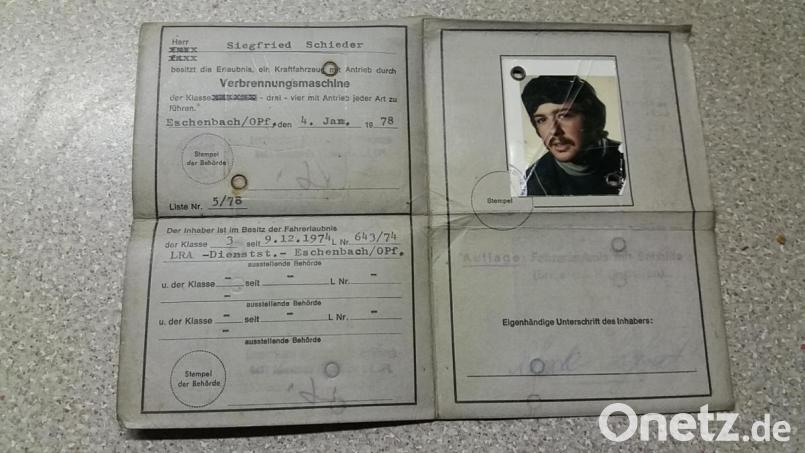 Herr
Siegfried Schieder
besitzt die Erlaubnis, ein Kraftfahrzeug mit Antrieb durch
Verbrennungsmaschine
der Klasse - drei - vier mit Antrieb jeder Art zu
führen.
Eschenbach/OPf., den 4. Jan. 1978
Stempel
der Behörde
Liste Nr. 5/78
Der Inhaber ist im Besitz der Fahrerlaubnis
der Klasse 3 seit 9.12.1974 L Nr. 643/74
LRA -Dienstst.- Eschenbach/OPf.
ausstellende Behörde
u. der Klasse - seit - L Nr. -
-
ausstellende Behörde
u. der Klasse - seit - L Nr. -
-
ausstellende Behörde
Stempel
der Behörde
Stempel
Eigenhändige Unterschrift des Inhabers:
Onetz.de